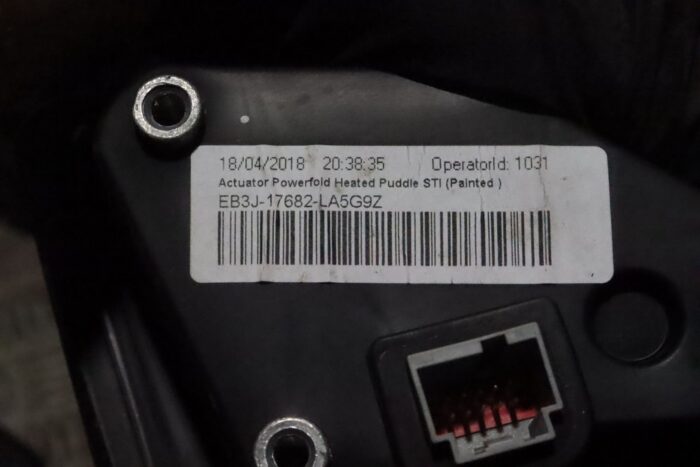 18/04/2018 20:38:35 OperatorId: 1031
Actuator Powerfold Heated Puddle STI (Painted )
EB3J-17682-LA5G9Z